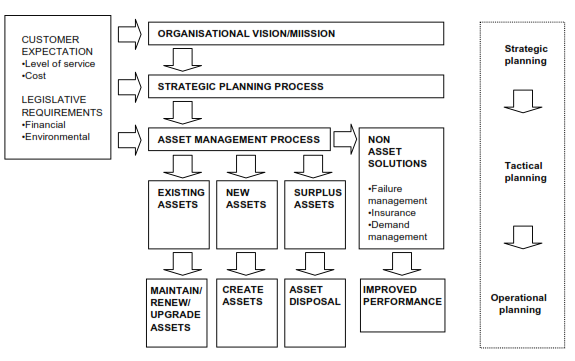 CUSTOMER
EXPECTATION
•Level of service
•Cost
LEGISLATIVE
REQUIREMENTS
•Financial
•Environmental
ORGANISATIONAL VISION/MIISSION
STRATEGIC PLANNING PROCESS
ASSET MANAGEMENT PROCESS
NON
ASSET
SOLUTIONS
•Failure
management
•Insurance
•Demand
management
EXISTING
ASSETS
NEW
ASSETS
SURPLUS
ASSETS
MAINTAIN/
RENEW/
UPGRADE
ASSETS
CREATE
ASSETS
ASSET
DISPOSAL
IMPROVED
PERFORMANCE
Strategic
planning
Tactical
planning
Operational
planning